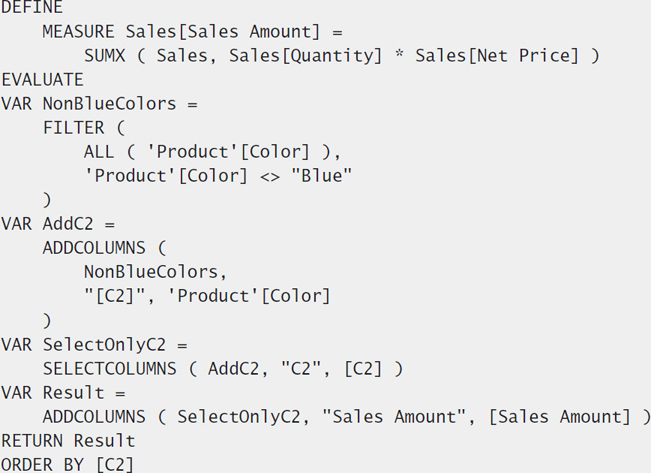 DEFINE
    MEASURE Sales[Sales Amount] =
        SUMX ( Sales, Sales[Quantity] * Sales[Net Price] )
EVALUATE
VAR NonBlueColors =
    FILTER (
        ALL ( 'Product'[Color] ),
        'Product'[Color] <> "Blue"
    )
VAR AddC2 =
    ADDCOLUMNS (
        NonBlueColors,
        "[C2]", 'Product'[Color]
    )
VAR SelectOnlyC2 =
    SELECTCOLUMNS ( AddC2, "C2", [C2] )
VAR Result =
    ADDCOLUMNS ( SelectOnlyC2, "Sales Amount", [Sales Amount] )
RETURN Result
ORDER BY [C2]